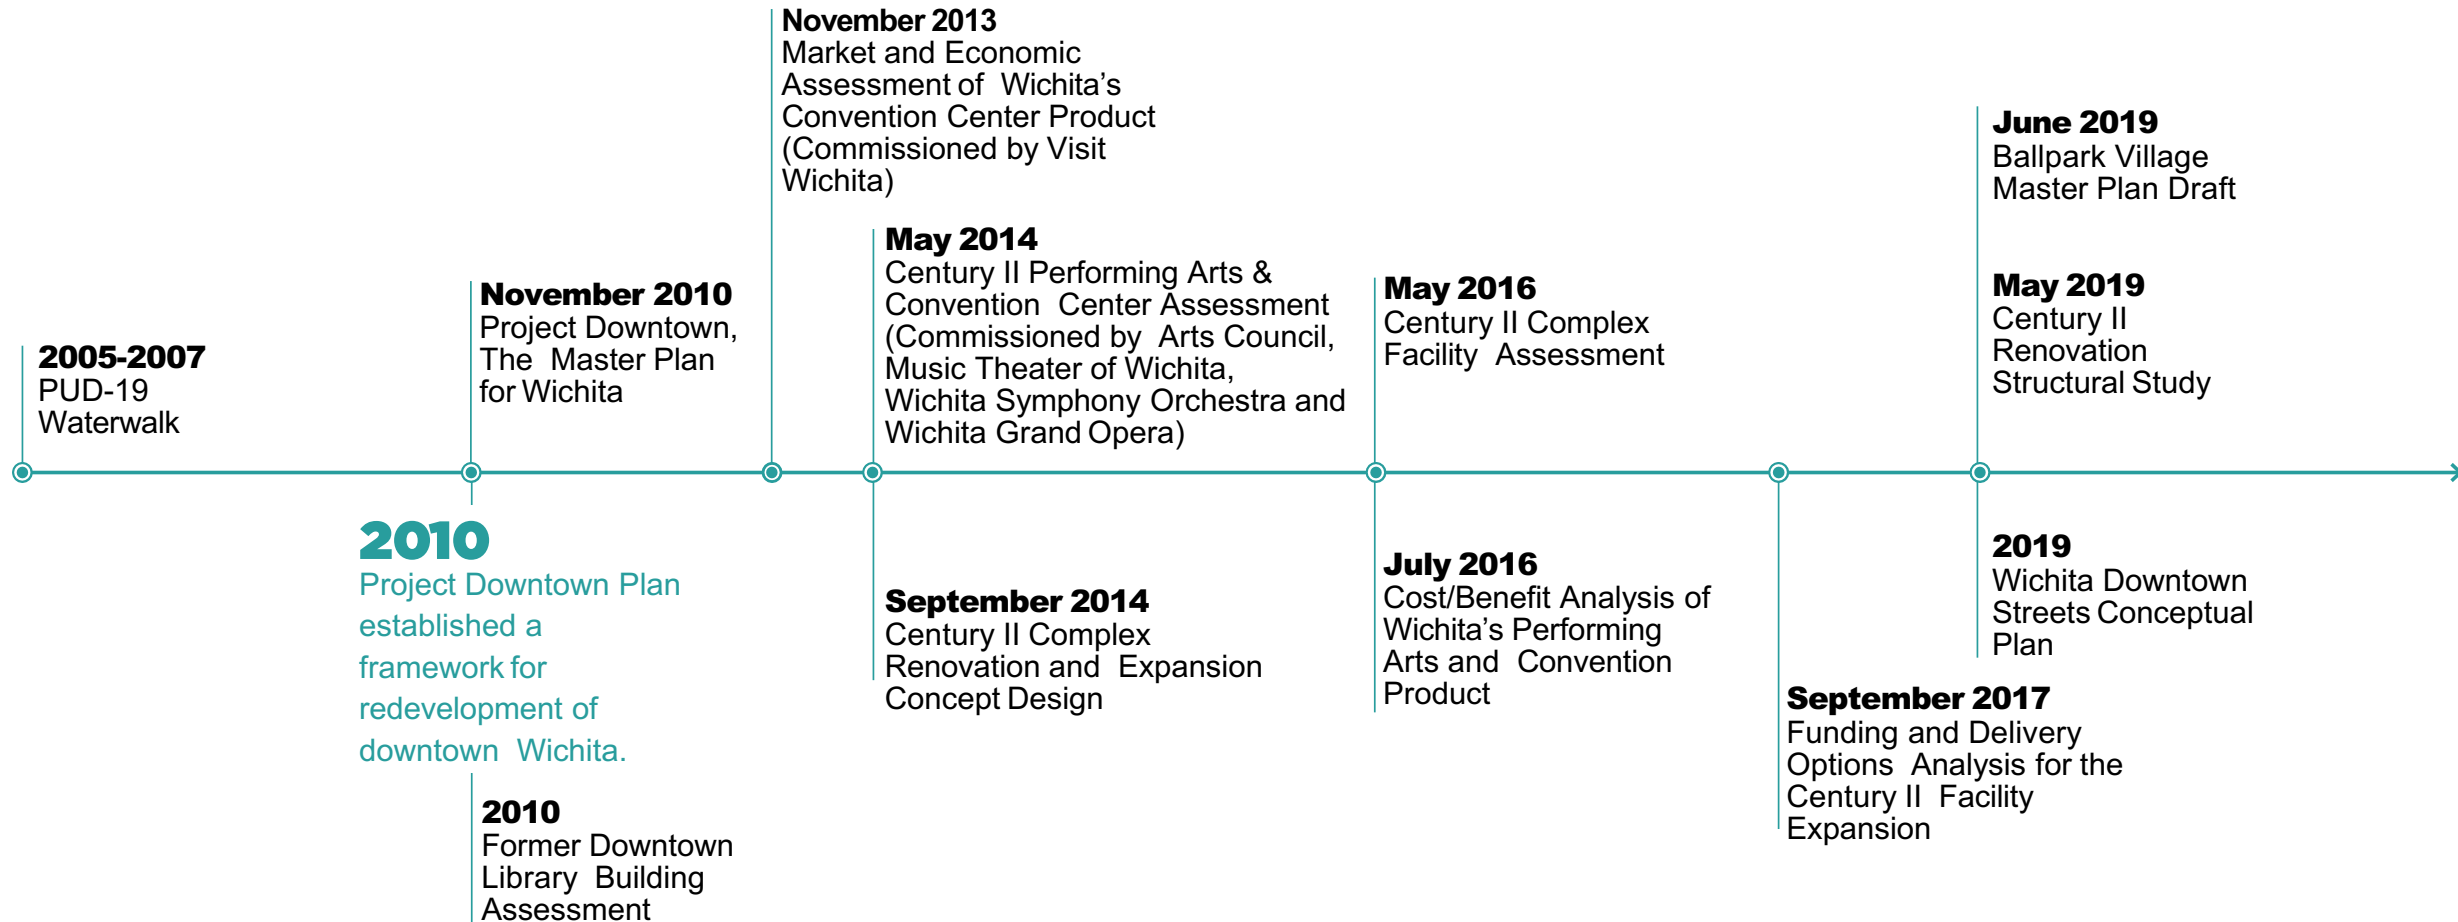 2005-2007
PUD-19
Waterwalk
November 2010
Project Downtown,
The Master Plan
for Wichita
2010
Project Downtown Plan
established a
framework for
redevelopment of
downtown Wichita.
2010
Former Downtown
Library Building
Assessment
November 2013
Market and Economic
Assessment of Wichita’s
Convention Center Product
(Commissioned by Visit
Wichita)
May 2014
Century II Performing Arts &
Convention Center Assessment
(Commissioned by Arts Council,
Music Theater of Wichita,
Wichita Symphony Orchestra and
Wichita Grand Opera)
September 2014
Century II Complex
Renovation and Expansion
Concept Design
May 2016
Century II Complex
Facility Assessment
July 2016
Cost/Benefit Analysis of
Wichita’s Performing
Arts and Convention
Product
September 2017
Funding and Delivery
Options Analysis for the
Century II Facility
Expansion
June 2019
Ballpark Village
Master Plan Draft
May 2019
Century II
Renovation
Structural Study
2019
Wichita Downtown
Streets Conceptual
Plan